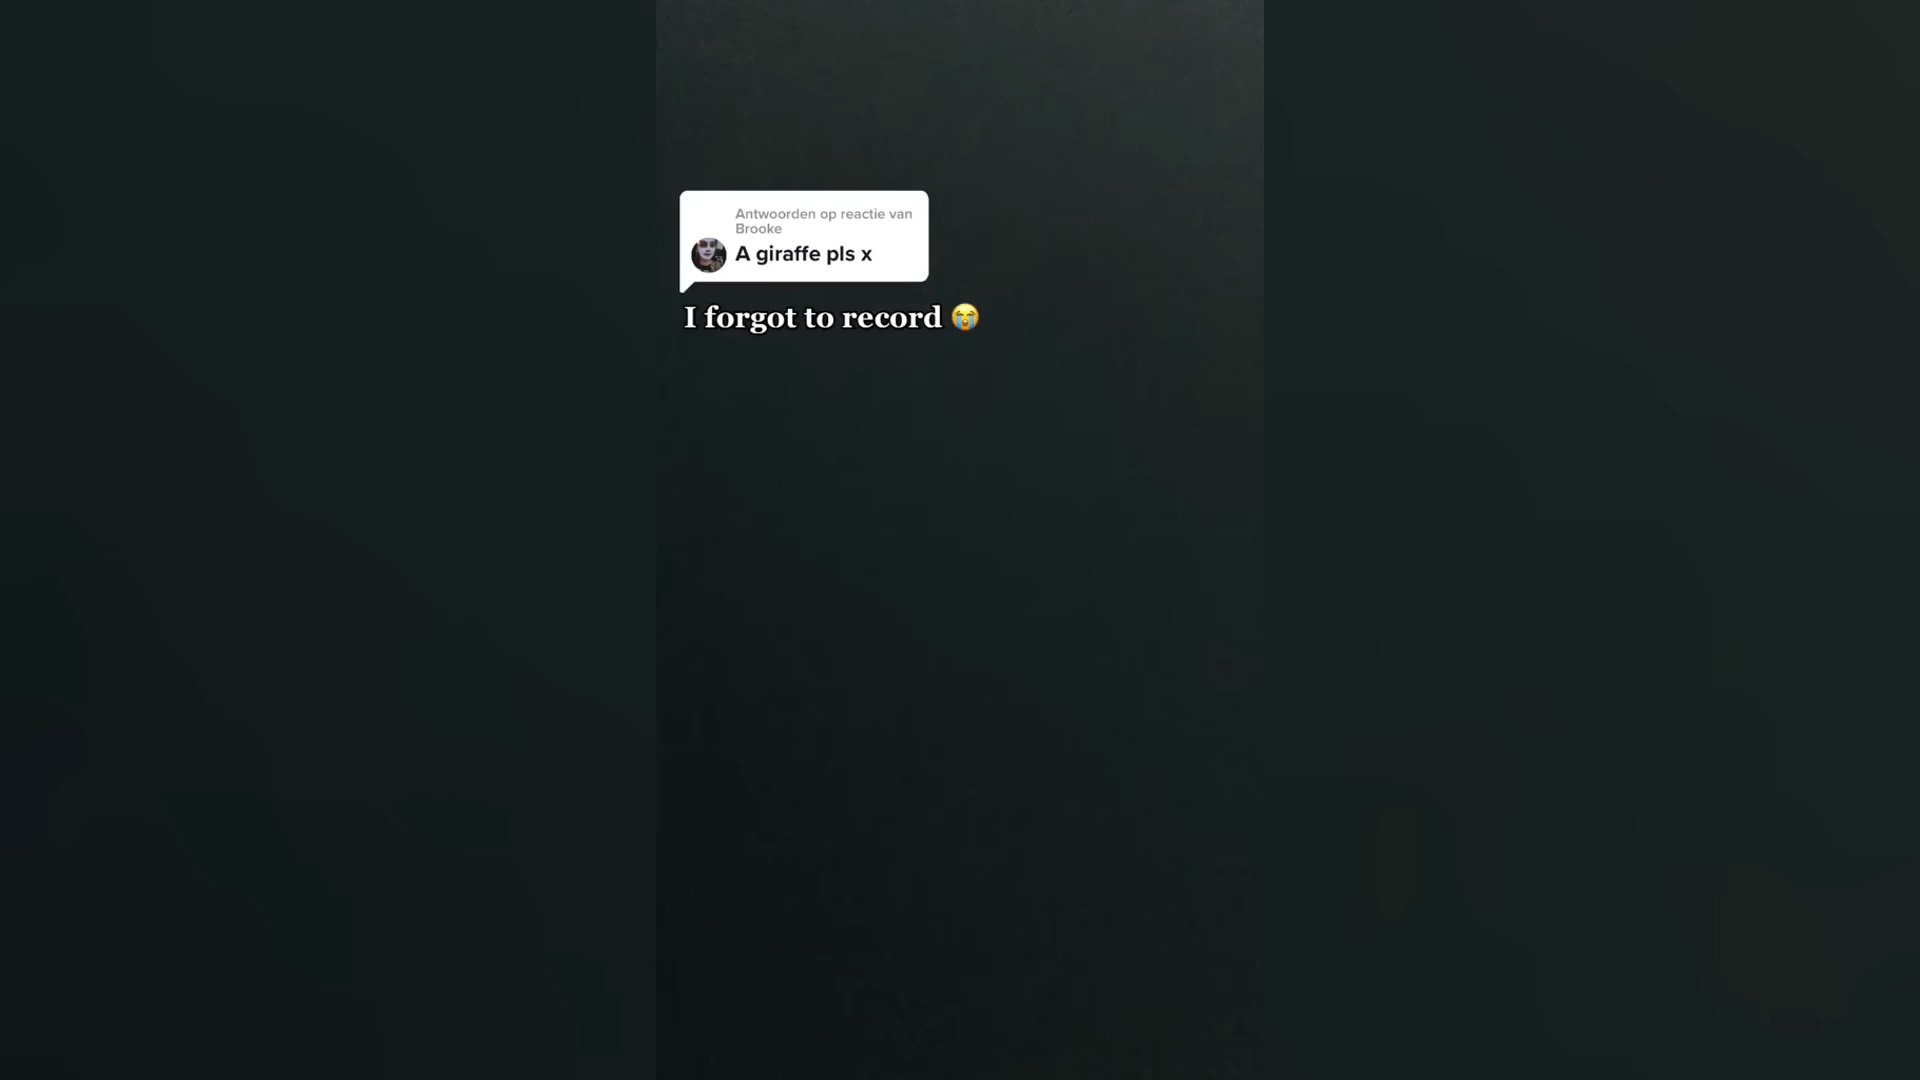 Antwoorden op reactie van
Brooke
A giraffe pls x
I forgot to record 😭